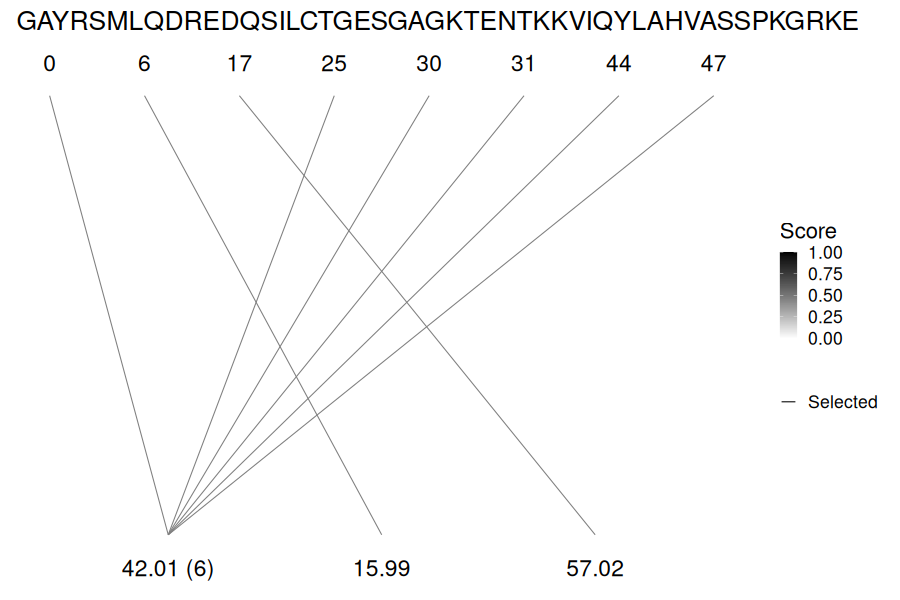 GAYRSMLQDREDQSILCTGESGAGKTENTKKVIQYLAHVASSPKGRKE
0 6 17 25 30 31 44 47
Score
1.00
0.75
0.50
0.25
0.00
Selected
42.01 (6) 15.99 57.02